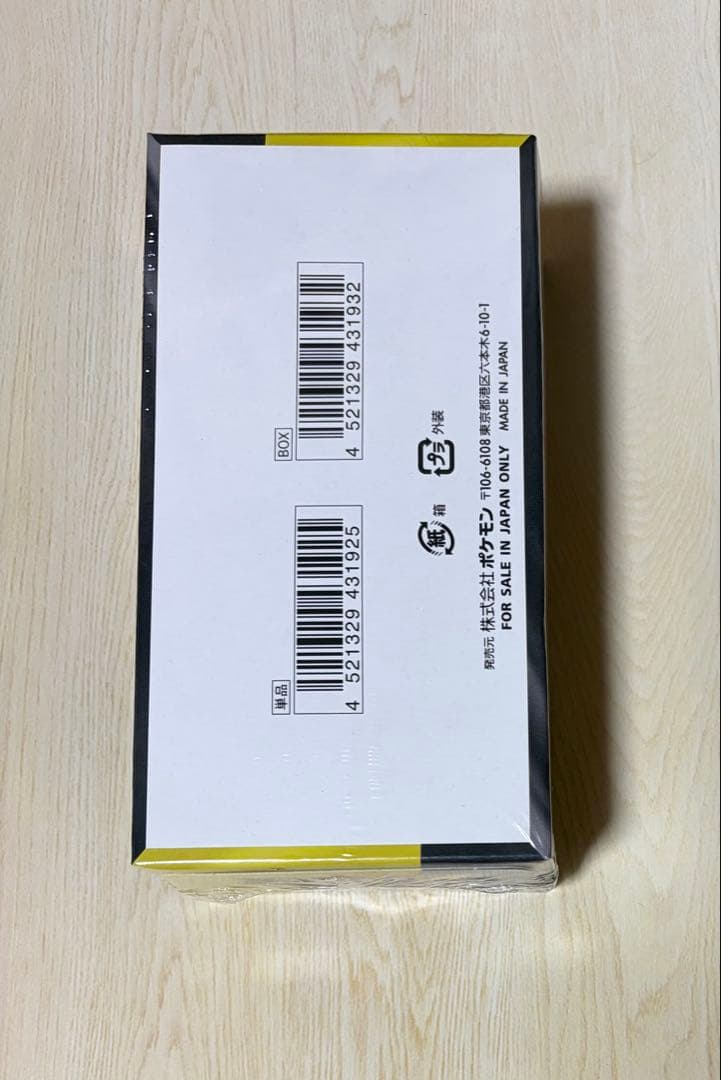 単品
4 521329 431925
BOX
4 521329 431932
紙 箱 プラ 外装
発売元 株式会社 ポケモン 〒106-6108 東京都港区六本木6-10-1
FOR SALE IN JAPAN ONLY MADE IN JAPAN